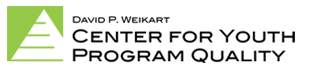 David P. Weikart
Center for Youth
Program Quality